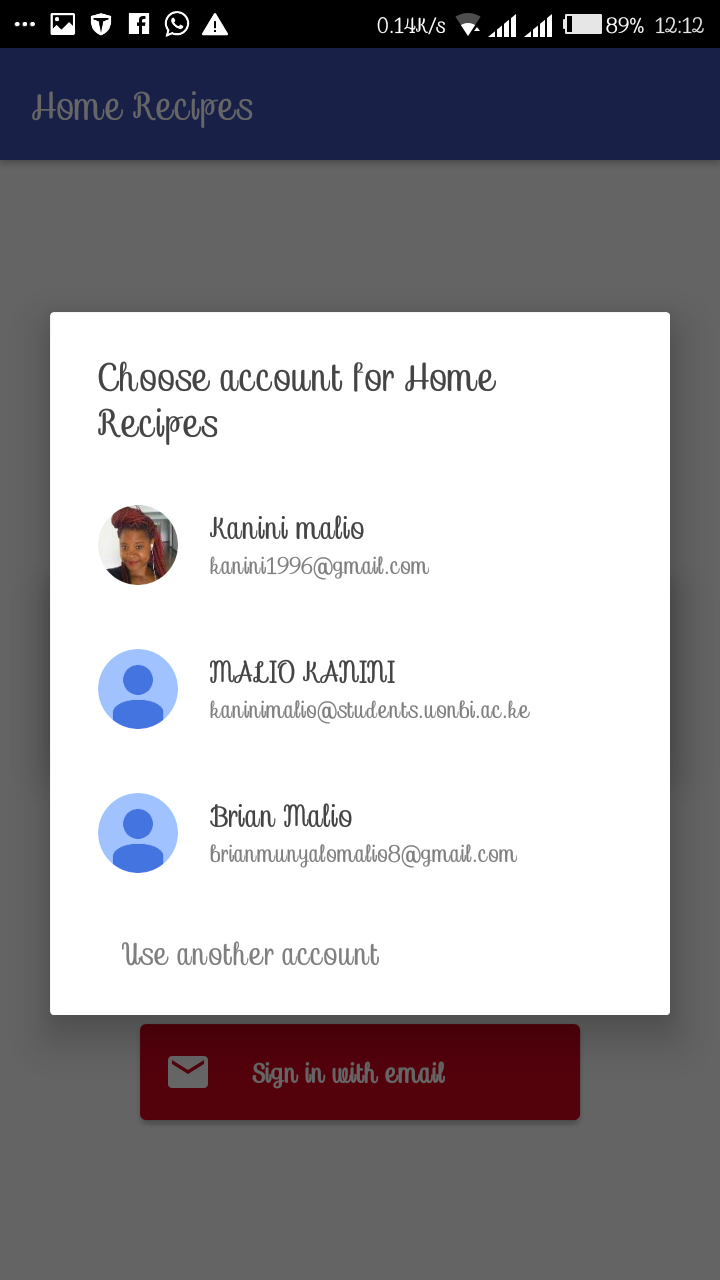 0.14K/s 89% 12:12
Home Recipes
Choose account for Home
Recipes
Kanini malio
kanini1996@gmail.com
MALIO KANINI
kaninimalio@students.uonbi.ac.ke
Brian Malio
brianmunyalomalio8@gmail.com
Use another account
Sign in with email